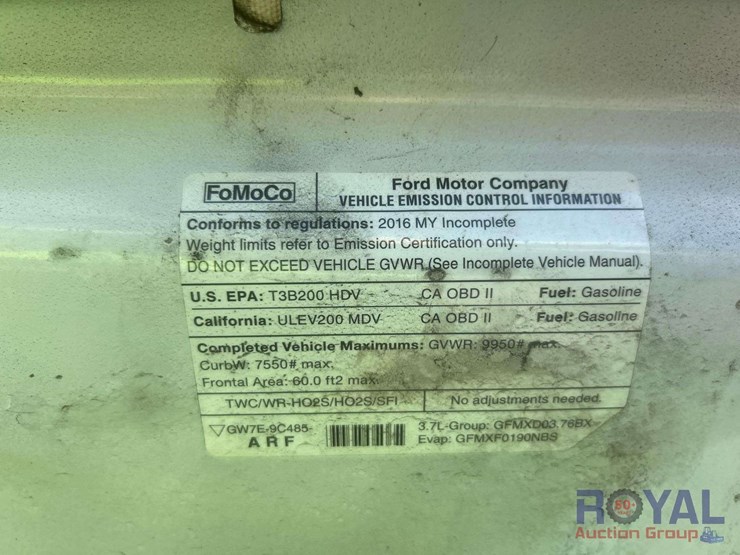 FoMoCo
Ford Motor Company
VEHICLE EMISSION CONTROL INFORMATION
Conforms to regulations: 2016 MY Incomplete
Weight limits refer to Emission Certification only.
DO NOT EXCEED VEHICLE GVWR (See Incomplete Vehicle Manual).
U.S. EPA: T3B200 HDV CA OBD II Fuel: Gasoline
California: ULEV200 MDV CA OBD II Fuel: Gasoline
Completed Vehicle Maximums: GVWR: 9950# max.
CurbW: 7550# max.
Frontal Area: 60.0 ft2 max.
TWC/WR-HO2S/HO2S/SFI No adjustments needed.
GW7E-9C485-
ARF
3.7L-Group: GFMXD03.76BX
Evap: GFMXF0190NBS
ROYAL
Auction Group